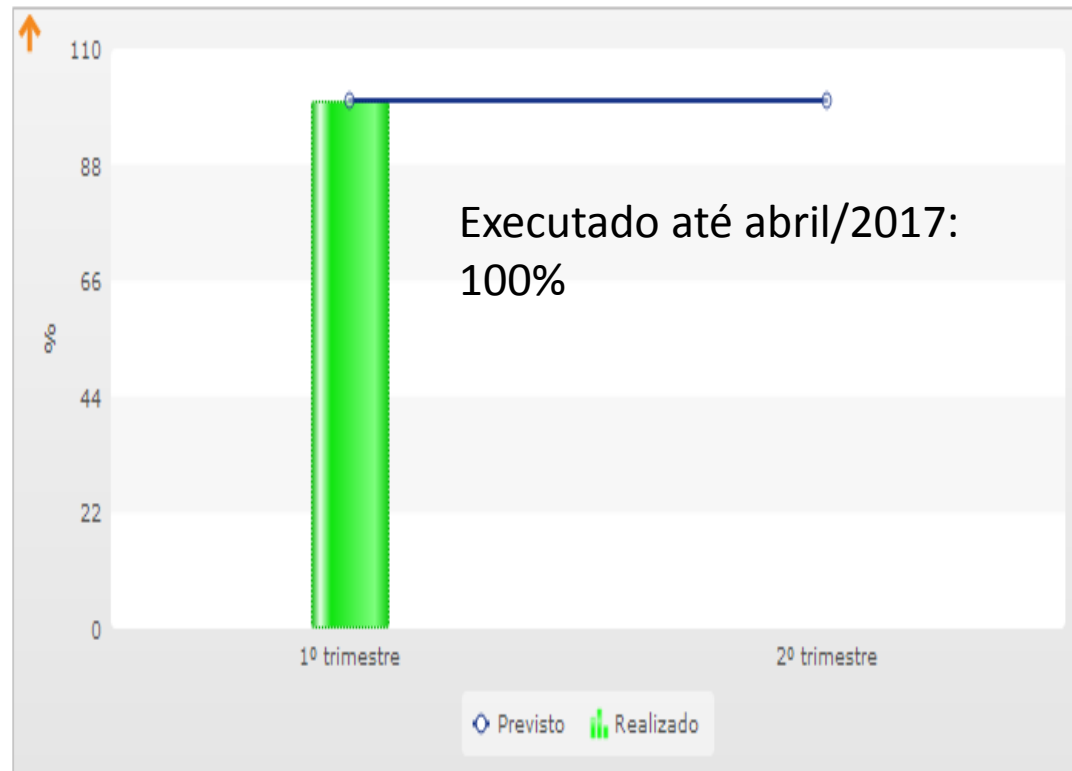 110
88
Executado até abril/2017:
100%
66
%
44
22
0
1º trimestre 2º trimestre
Previsto Realizado